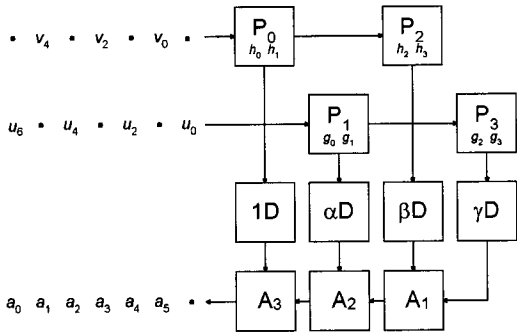 • v₄ • v₂ • v₀ • P₀ P₂
h₀ h₁ h₂ h₃
u₆ • u₄ • u₂ • u₀ P₁ P₃
g₀ g₁ g₂ g₃
1D αD βD γD
a₀ a₁ a₂ a₃ a₄ a₅ • A₃ A₂ A₁